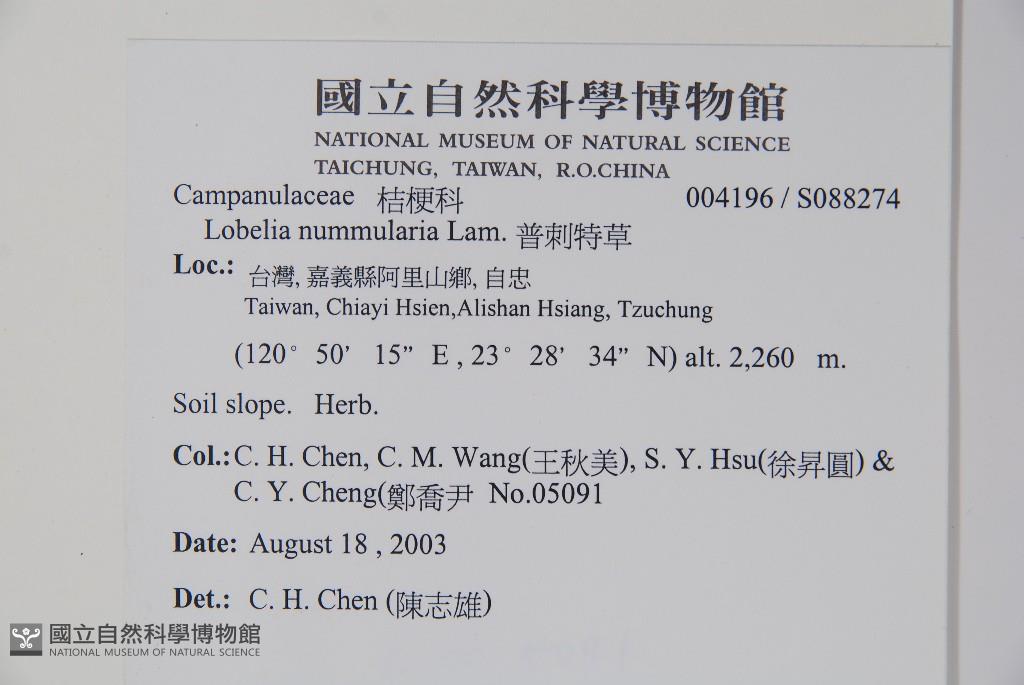 國立自然科學博物館
NATIONAL MUSEUM OF NATURAL SCIENCE
TAICHUNG, TAIWAN, R.O.CHINA
Campanulaceae 桔梗科 004196 / S088274
Lobelia nummularia Lam. 普刺特草
Loc.: 台灣, 嘉義縣阿里山鄉, 自忠
Taiwan, Chiayi Hsien,Alishan Hsiang, Tzuchung
(120° 50’ 15” E , 23° 28’ 34” N) alt. 2,260 m.
Soil slope. Herb.
Col.: C. H. Chen, C. M. Wang(王秋美), S. Y. Hsu(徐昇圓) &
C. Y. Cheng(鄭喬尹 No.05091
Date: August 18 , 2003
Det.: C. H. Chen (陳志雄)
國立自然科學博物館
NATIONAL MUSEUM OF NATURAL SCIENCE